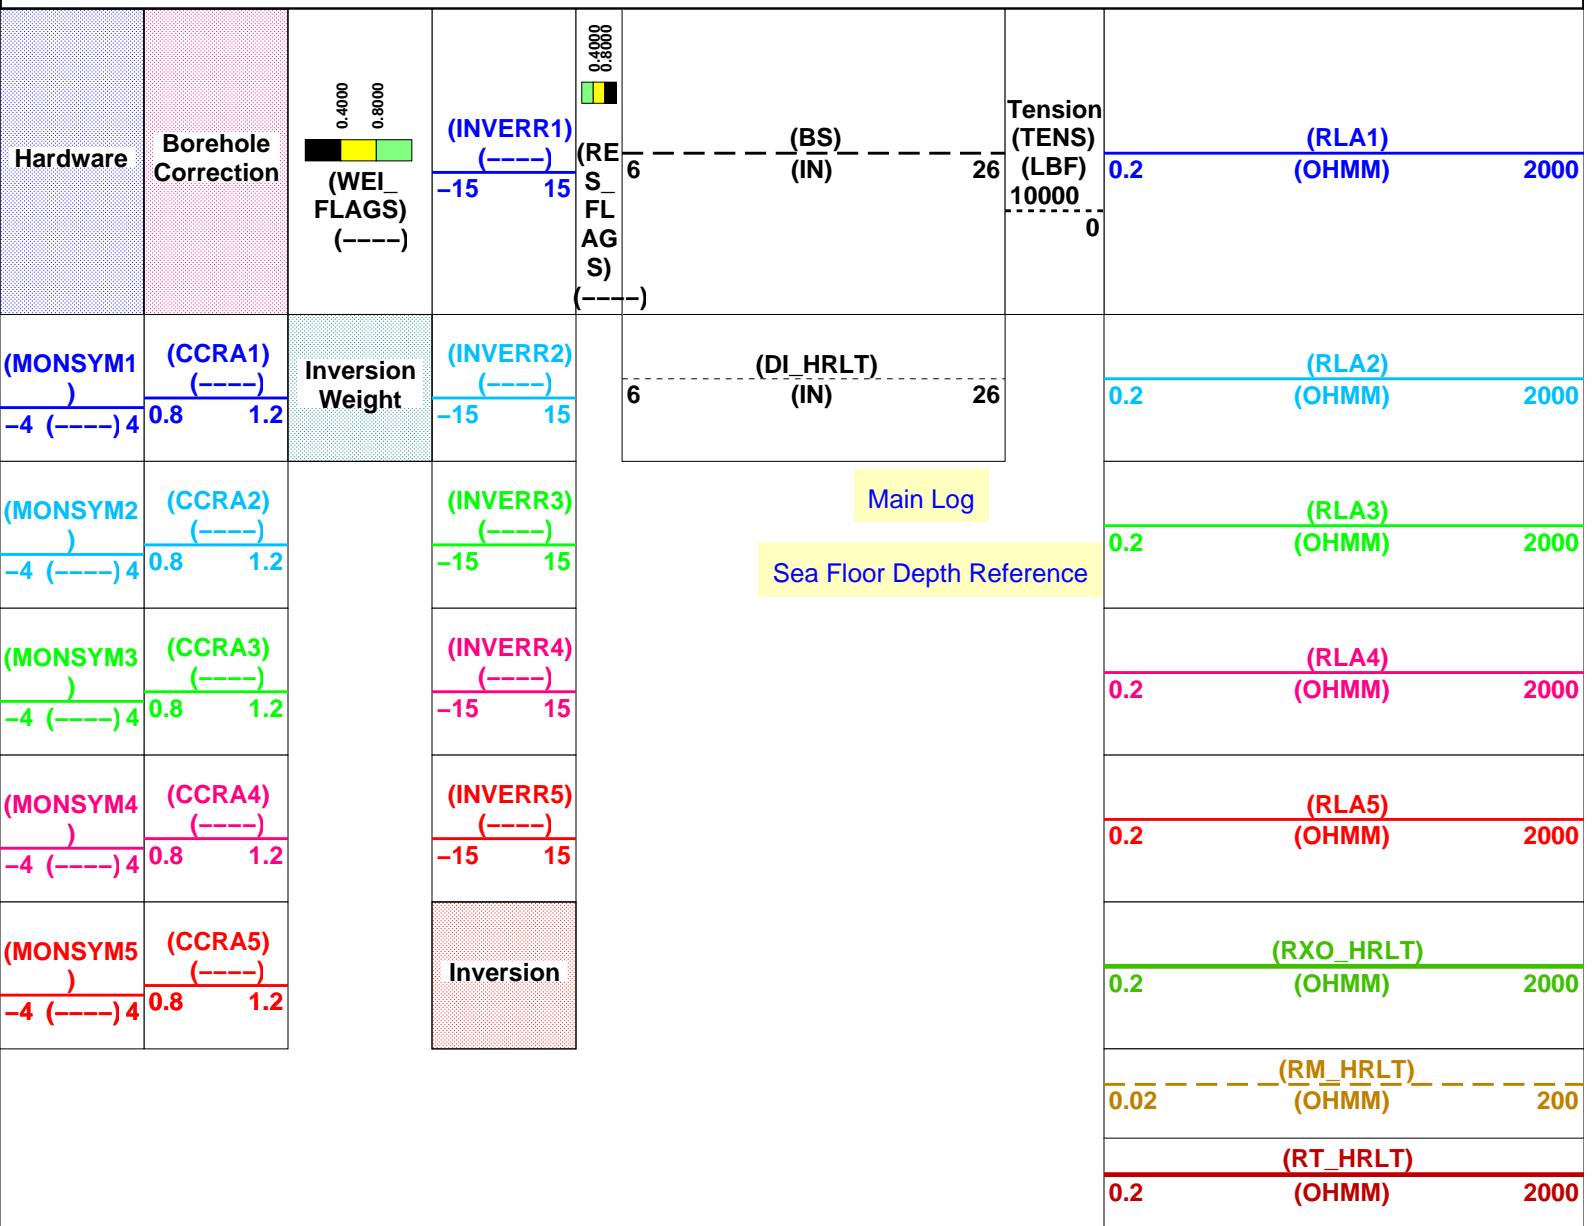 Hardware
Borehole
Correction
0.4000
0.8000
(WEI_
FLAGS)
(----)
(INVERR1)
(----)
-15 15
0.4000
0.8000
(RE
S_
FL
AG
S)
(----)
(BS)
6 (IN) 26
Tension
(TENS)
(LBF)
10000
0
(RLA1)
0.2 (OHMM) 2000
(MONSYM1
)
-4 (----) 4
(CCRA1)
(----)
0.8 1.2
Inversion
Weight
(INVERR2)
(----)
-15 15
(DI_HRLT)
6 (IN) 26
(RLA2)
0.2 (OHMM) 2000
(MONSYM2
)
-4 (----) 4
(CCRA2)
(----)
0.8 1.2
(INVERR3)
(----)
-15 15
Main Log
Sea Floor Depth Reference
(RLA3)
0.2 (OHMM) 2000
(MONSYM3
)
-4 (----) 4
(CCRA3)
(----)
0.8 1.2
(INVERR4)
(----)
-15 15
(RLA4)
0.2 (OHMM) 2000
(MONSYM4
)
-4 (----) 4
(CCRA4)
(----)
0.8 1.2
(INVERR5)
(----)
-15 15
(RLA5)
0.2 (OHMM) 2000
(MONSYM5
)
-4 (----) 4
(CCRA5)
(----)
0.8 1.2
Inversion
(RXO_HRLT)
0.2 (OHMM) 2000
(RM_HRLT)
0.02 (OHMM) 200
(RT_HRLT)
0.2 (OHMM) 2000